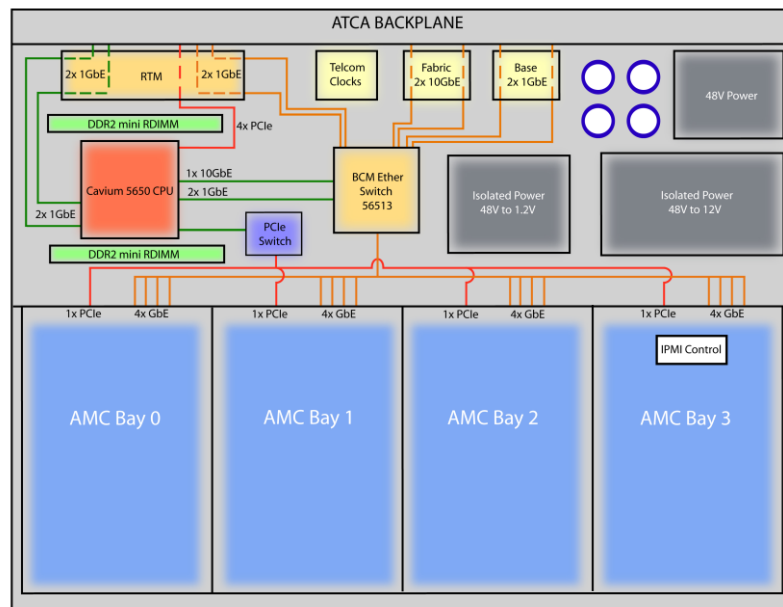 ATCA BACKPLANE
2x 1GbE
RTM
2x 1GbE
Telcom
Clocks
Fabric
2x 10GbE
Base
2x 1GbE
48V Power
DDR2 mini RDIMM
4x PCIe
Cavium 5650 CPU
1x 10GbE
2x 1GbE
BCM Ether
Switch
56513
Isolated Power
48V to 1.2V
Isolated Power
48V to 12V
2x 1GbE
PCIe
Switch
DDR2 mini RDIMM
1x PCIe
4x GbE
1x PCIe
4x GbE
1x PCIe
4x GbE
1x PCIe
4x GbE
IPMI Control
AMC Bay 0
AMC Bay 1
AMC Bay 2
AMC Bay 3